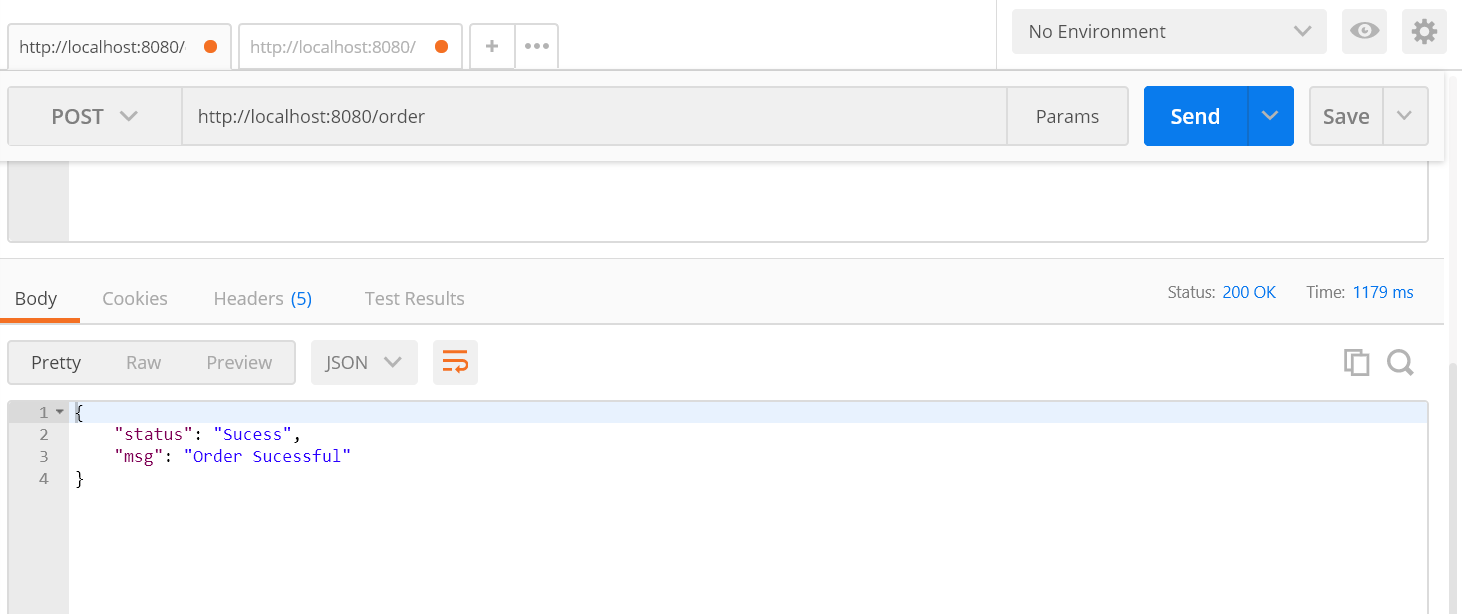 http://localhost:8080/ http://localhost:8080/ + ••• No Environment
POST http://localhost:8080/order Params Send Save
Body Cookies Headers (5) Test Results Status: 200 OK Time: 1179 ms
Pretty Raw Preview JSON
1 {
2 "status": "Sucess",
3 "msg": "Order Sucessful"
4 }